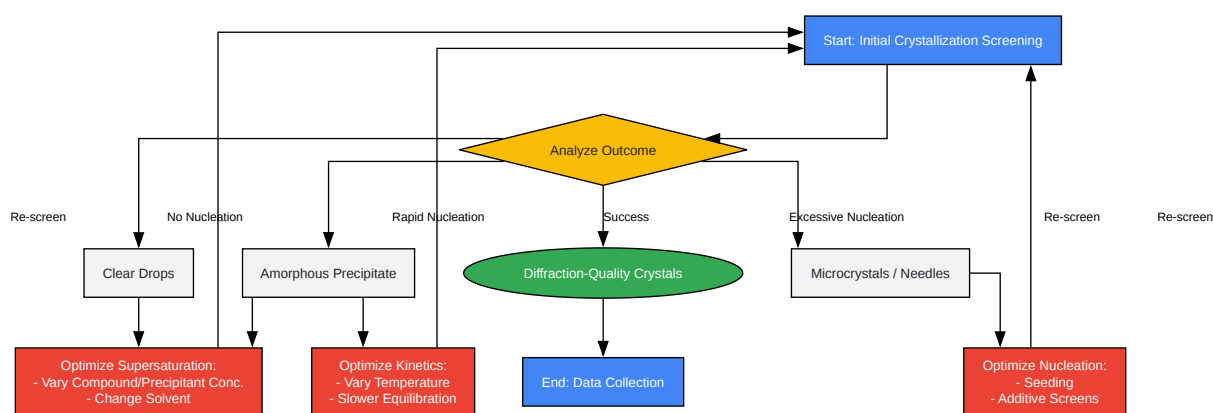 Start: Initial Crystallization Screening
Analyze Outcome
Re-screen
No Nucleation
Rapid Nucleation
Success
Excessive Nucleation
Re-screen
Re-screen
Clear Drops
Amorphous Precipitate
Diffraction-Quality Crystals
Microcrystals / Needles
Optimize Supersaturation:
- Vary Compound/Precipitant Conc.
- Change Solvent
Optimize Kinetics:
- Vary Temperature
- Slower Equilibration
End: Data Collection
Optimize Nucleation:
- Seeding
- Additive Screens